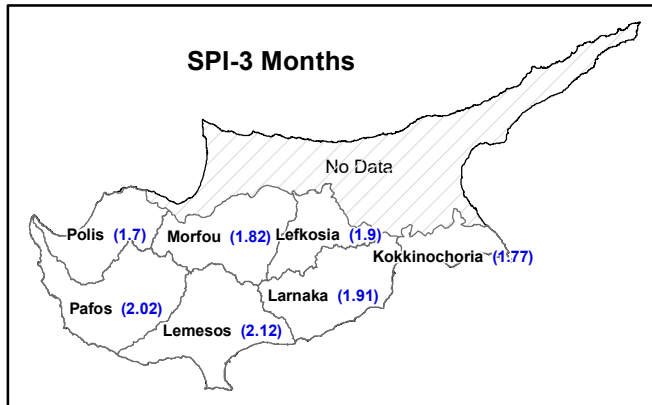 SPI-3 Months
No Data
Polis (1.7)
Morfou (1.82)
Lefkosia (1.9)
Kokkinochoria (1.77)
Pafos (2.02)
Larnaka (1.91)
Lemesos (2.12)